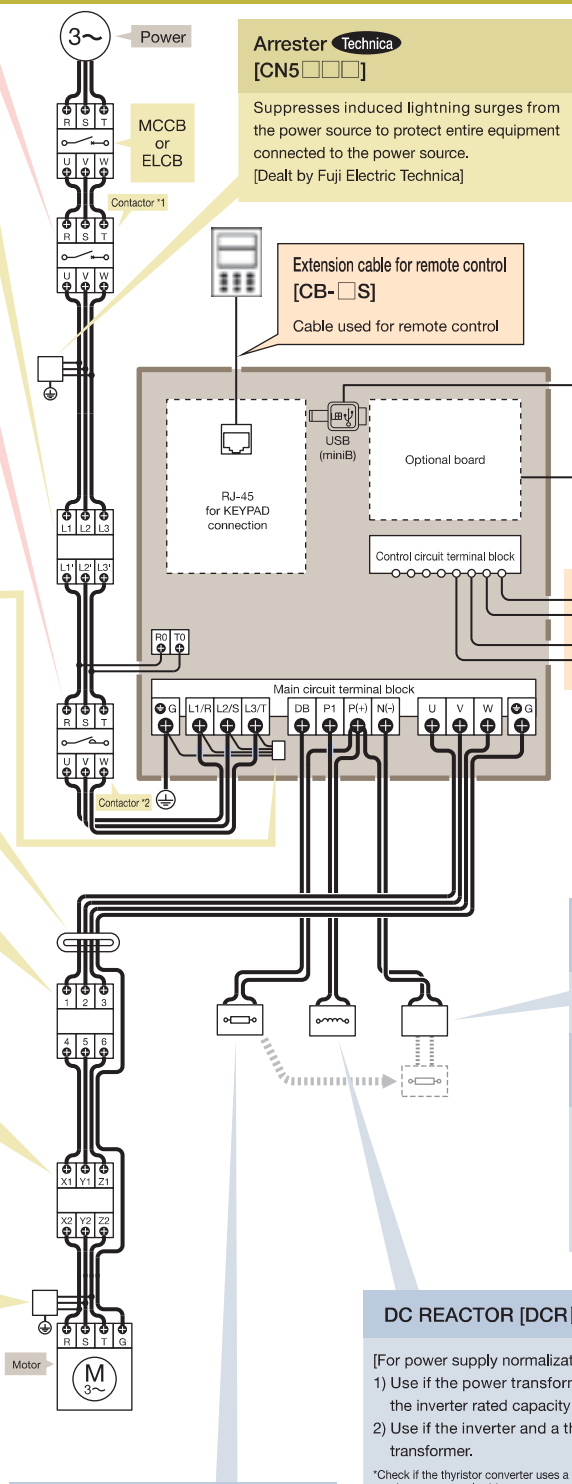 3~
Power
Arrester Technica
[CN5□□□]
Suppresses induced lightning surges from
the power source to protect entire equipment
connected to the power source.
[Dealt by Fuji Electric Technica]
R S T
MCCB
or
ELCB
U V W
Contactor *1
R S T
U V W
Extension cable for remote control
[CB-□S]
Cable used for remote control
USB
(miniB)
Optional board
RJ-45
for KEYPAD
connection
L1 L2 L3
L1' L2' L3'
Control circuit terminal block
R0 T0
Main circuit terminal block
G L1/R L2/S L3/T DB P1 P(+) N(-) U V W G
R S T
U V W
Contactor *2
1 2 3
4 5 6
X1 Y1 Z1
X2 Y2 Z2
R S T G
Motor
M
3~
DC REACTOR [DCR
[For power supply normalizat
1) Use if the power transform
the inverter rated capacity
2) Use if the inverter and a th
transformer.
*Check if the thyristor converter uses a